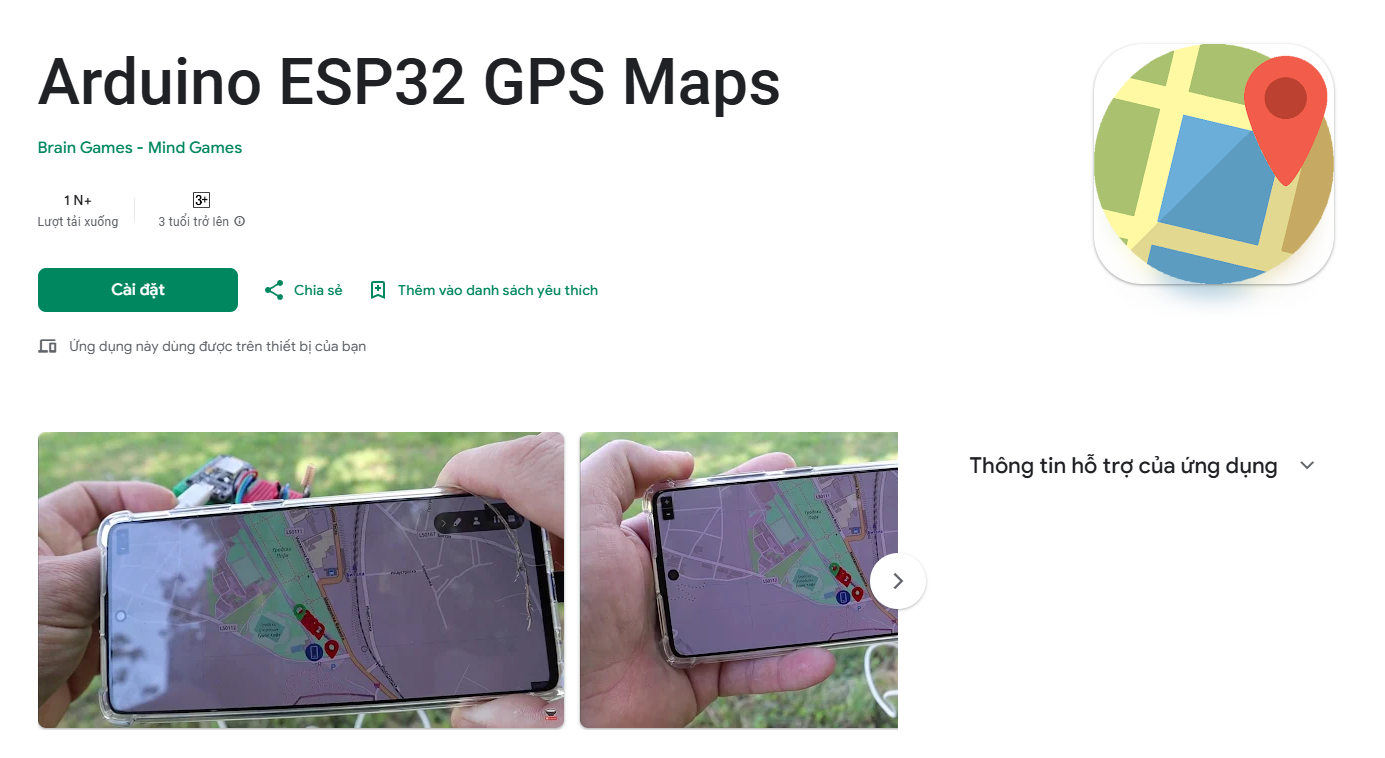 Arduino ESP32 GPS Maps
Brain Games - Mind Games
1 N+
3+
Lượt tải xuống
3 tuổi trở lên
Cài đặt
Chia sẻ
Thêm vào danh sách yêu thích
Ứng dụng này dùng được trên thiết bị của bạn
Thông tin hỗ trợ của ứng dụng